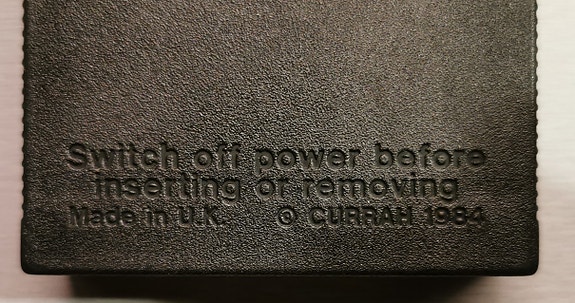 Switch off power before
inserting or removing
Made in U.K. © CURRAH 1984